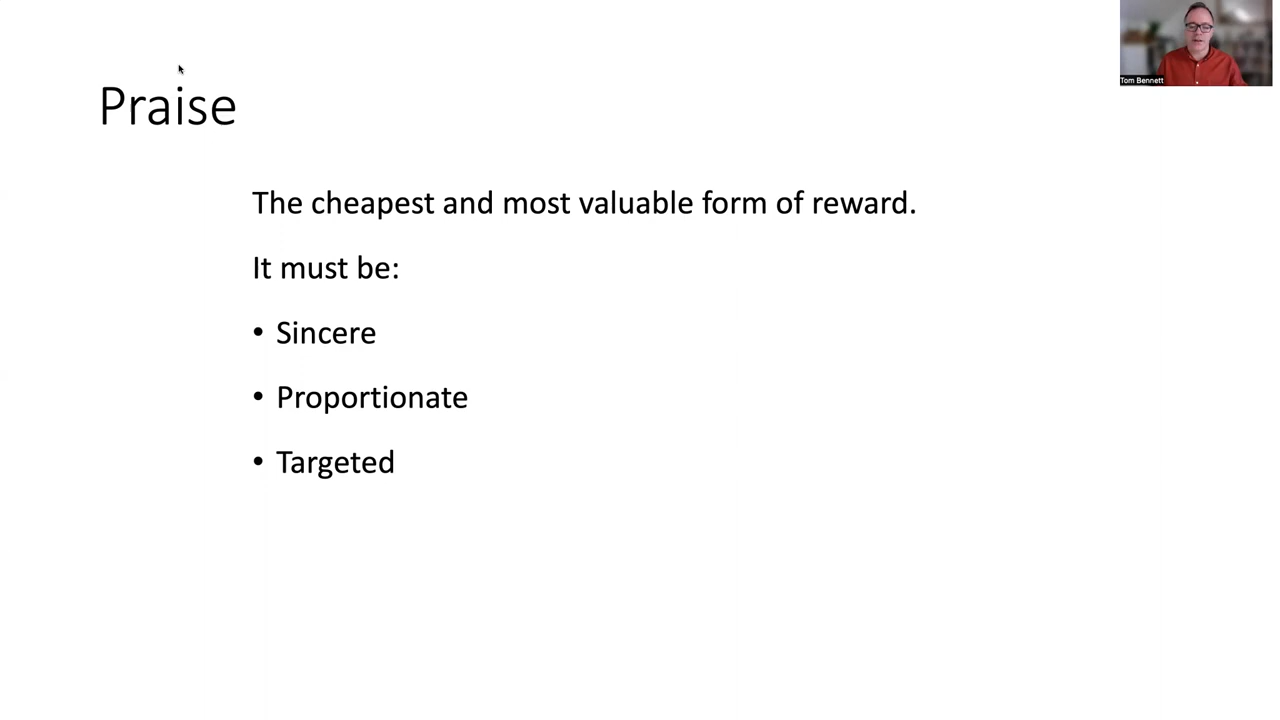 Tom Bennett
Praise
The cheapest and most valuable form of reward.
It must be:
• Sincere
• Proportionate
• Targeted